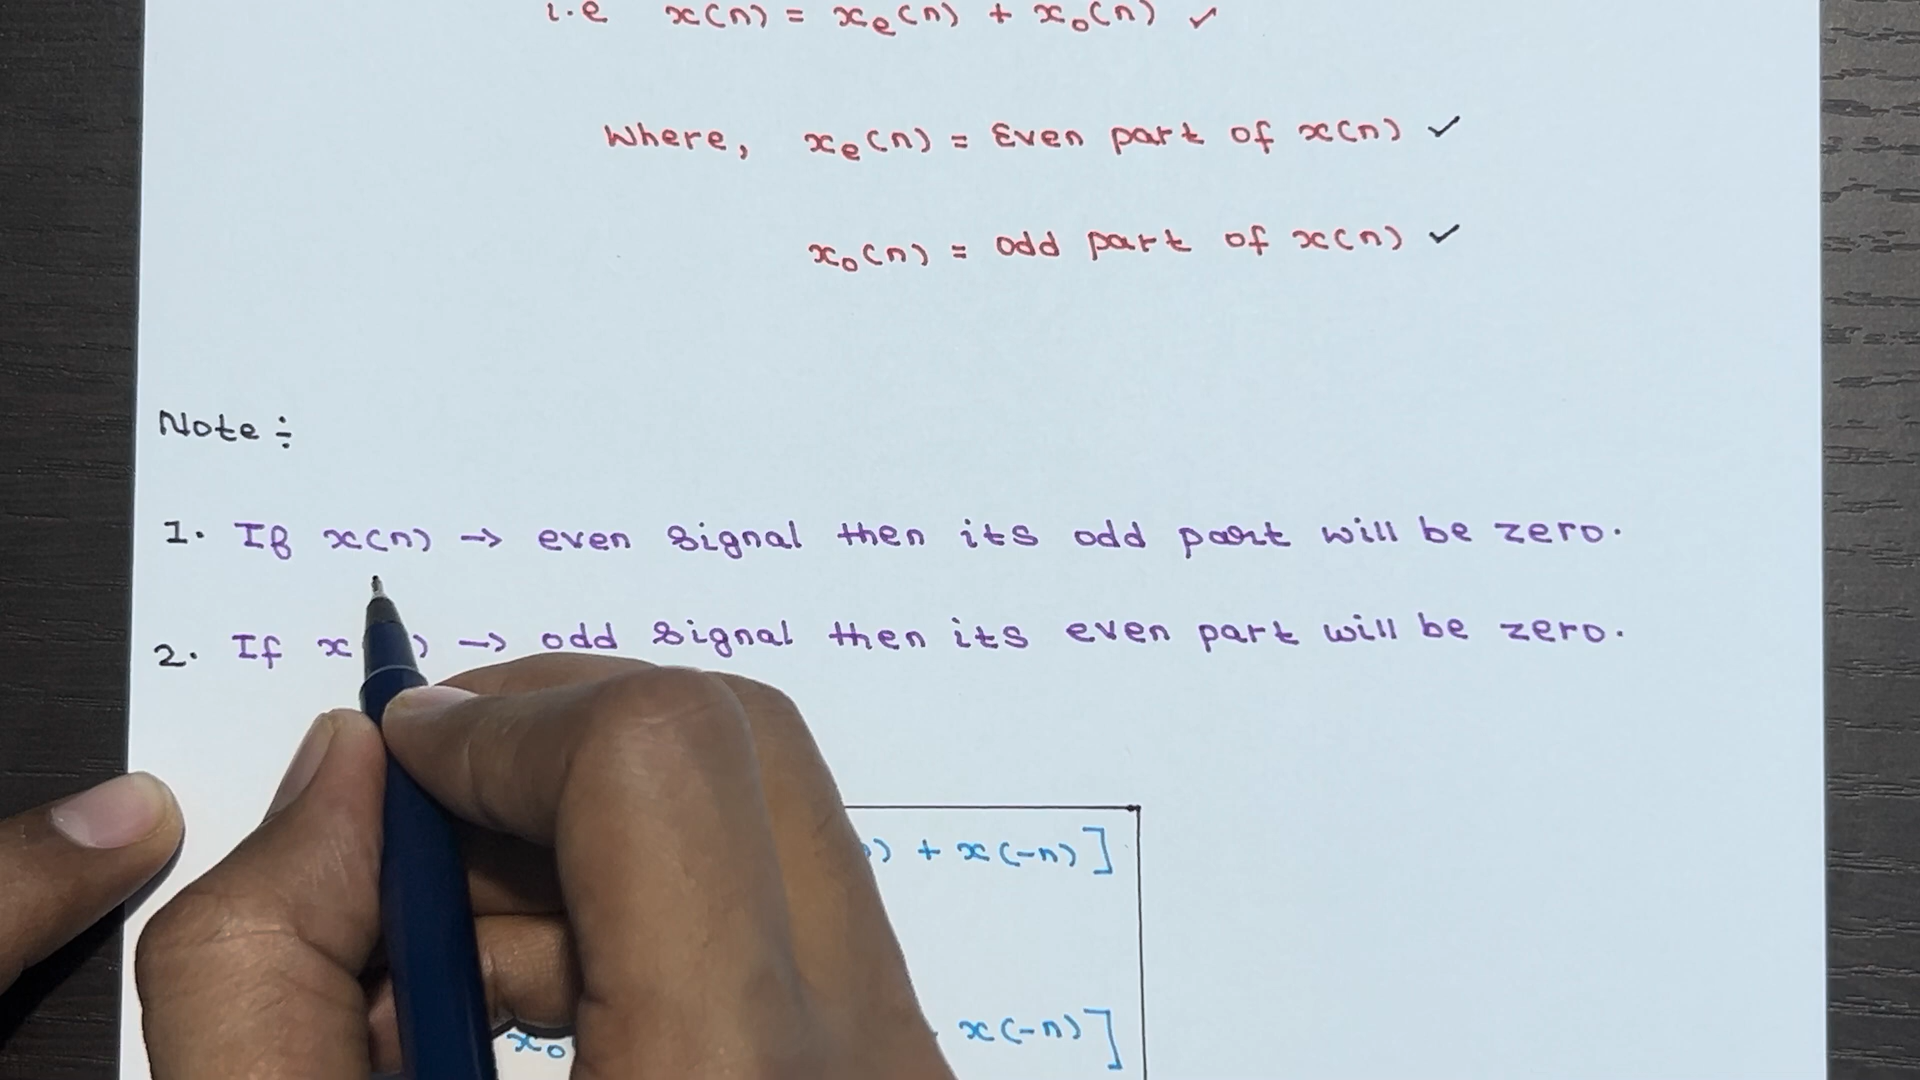 i.e x(n) = xₑ(n) + xₒ(n) ✓
Where, xₑ(n) = Even part of x(n) ✓
xₒ(n) = odd part of x(n) ✓
Note ÷
1. If x(n) → even signal then its odd part will be zero.
2. If x ) → odd signal then its even part will be zero.
) + x(-n)]
xₒ x(-n)]